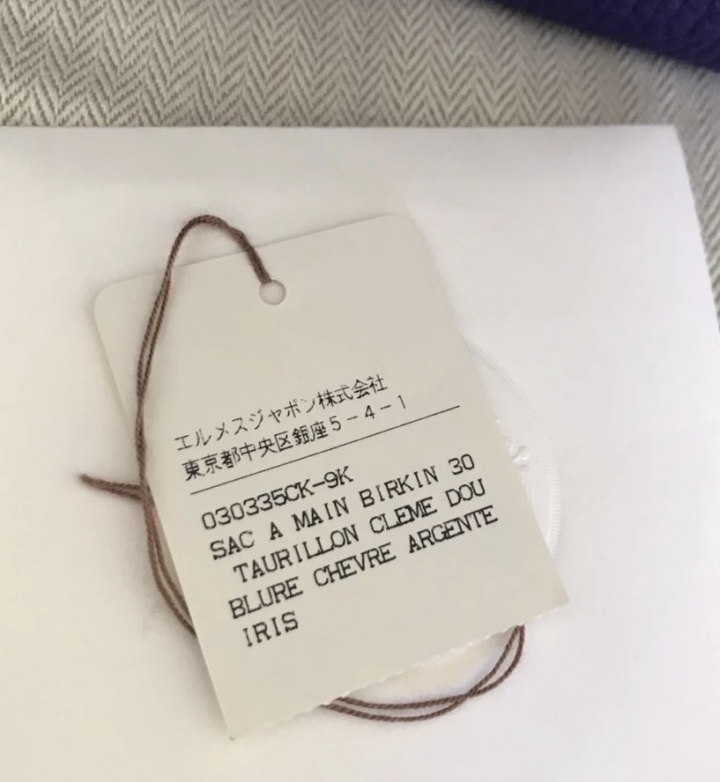 エルメスジャポン株式会社
東京都中央区銀座5-4-1
030335CK-9K
SAC A MAIN BIRKIN 30
TAURILLON CLEME DOU
BLURE CHEVRE ARGENTE
IRIS